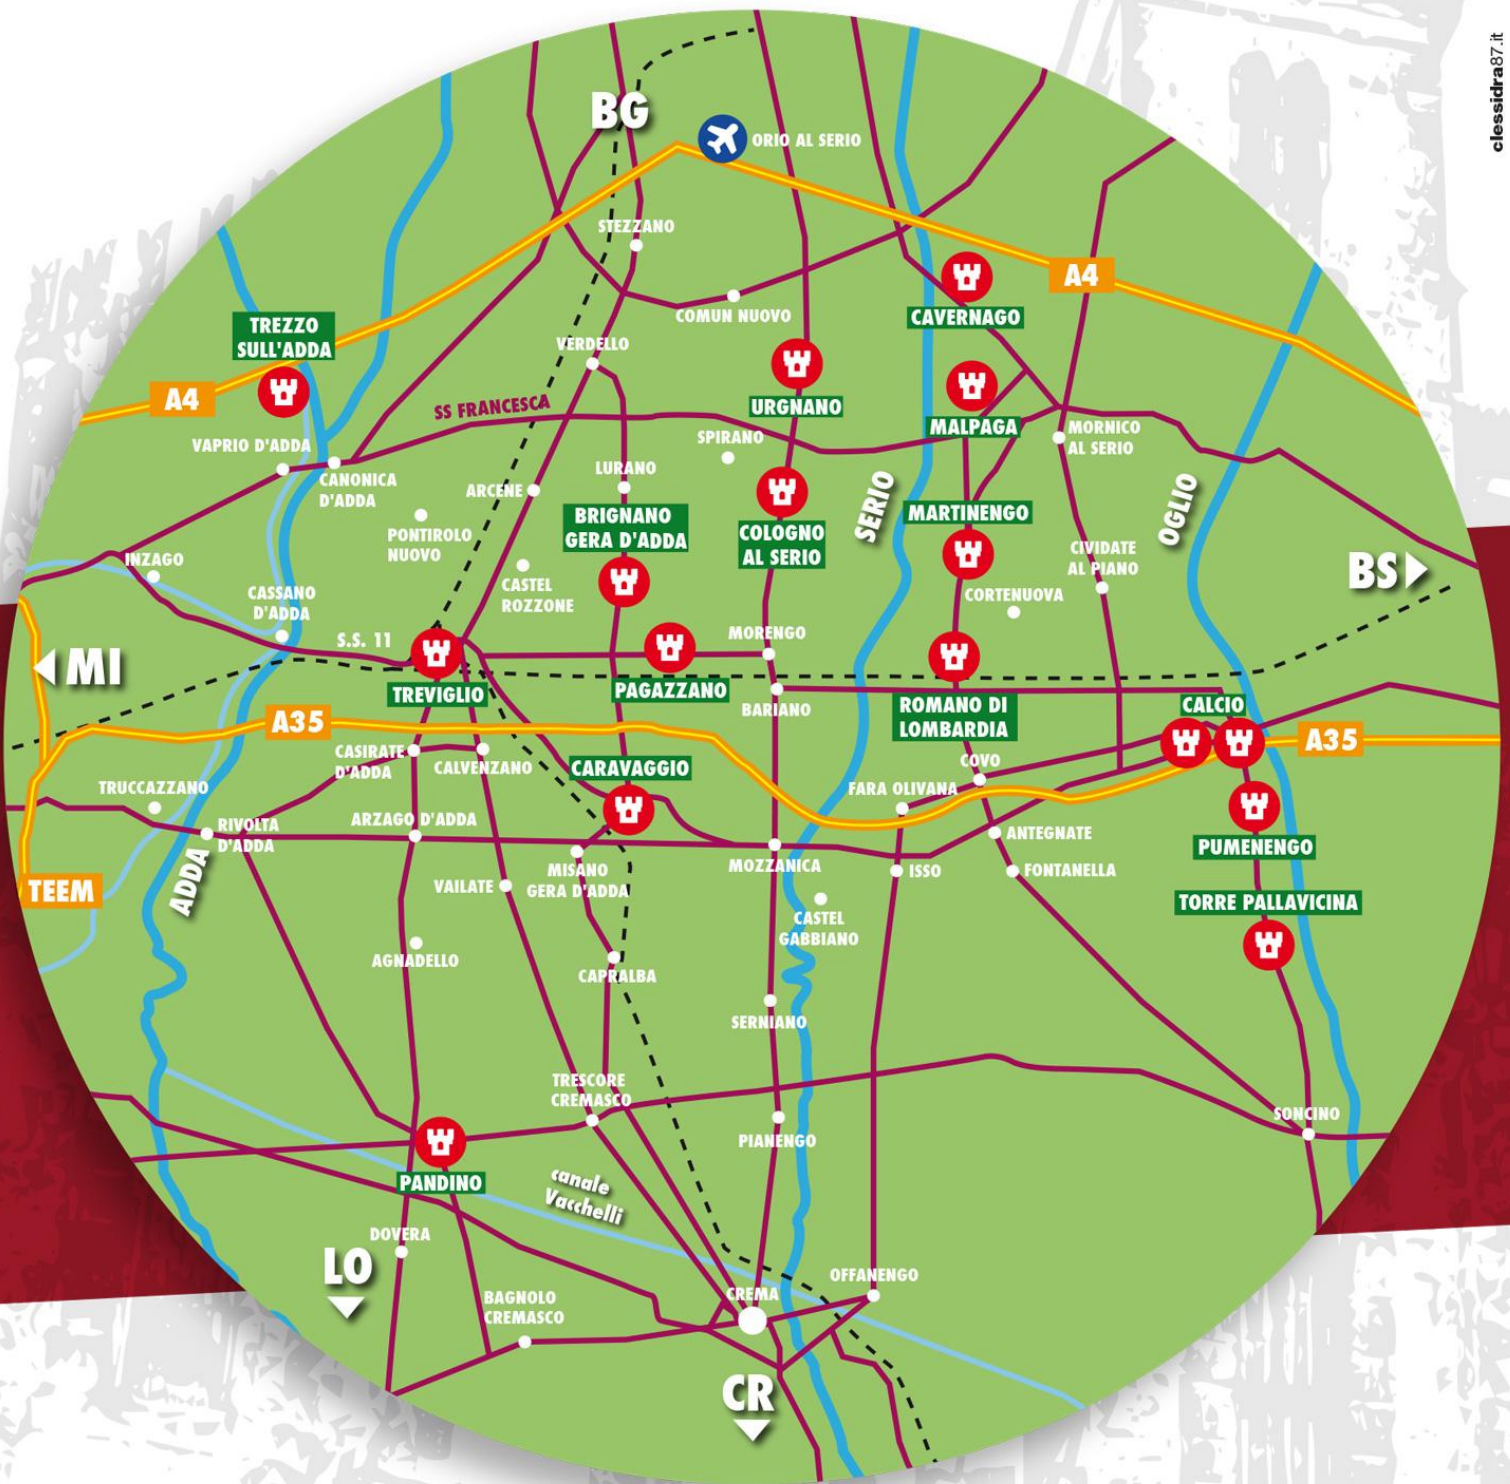 clessidra87.it
BG
ORIO AL SERIO
STEZZANO
A4
CAVERNAGO
COMUN NUOVO
TREZZO
SULL'ADDA
VERDELLO
A4
SS FRANCESCA
URGNANO
MALPAGA
MORNICO
AL SERIO
VAPRIO D'ADDA
SPIRANO
CANONICA
D'ADDA
LURANO
ARCENE
SERIO
OGLIO
BRIGNANO
GERA D'ADDA
MARTINENGO
PONTIROLO
NUOVO
COLOGNO
AL SERIO
CIVIDATE
AL PIANO
INZAGO
BS
CASTEL
ROZZONE
CASSANO
D'ADDA
CORTENUOVA
S.S. 11
MORENGO
MI
TREVIGLIO
PAGAZZANO
BARIANO
ROMANO DI
LOMBARDIA
CALCIO
A35
A35
CASIRATE
D'ADDA
CALVENZANO
CARAVAGGIO
COVO
TRUCCAZZANO
FARA OLIVANA
RIVOLTA
D'ADDA
ARZAGO D'ADDA
ANTEGNATE
PUMENENGO
MOZZANICA
MISANO
GERA D'ADDA
ISSO
FONTANELLA
TEEM
ADDA
VAILATE
TORRE PALLAVICINA
CASTEL
GABBIANO
AGNADELLO
CAPRALBA
SERNIANO
TRESCORE
CREMASCO
SONCINO
PIANENGO
PANDINO
canale
Vacchelli
DOVERA
LO
OFFANENGO
CREMA
BAGNOLO
CREMASCO
CR